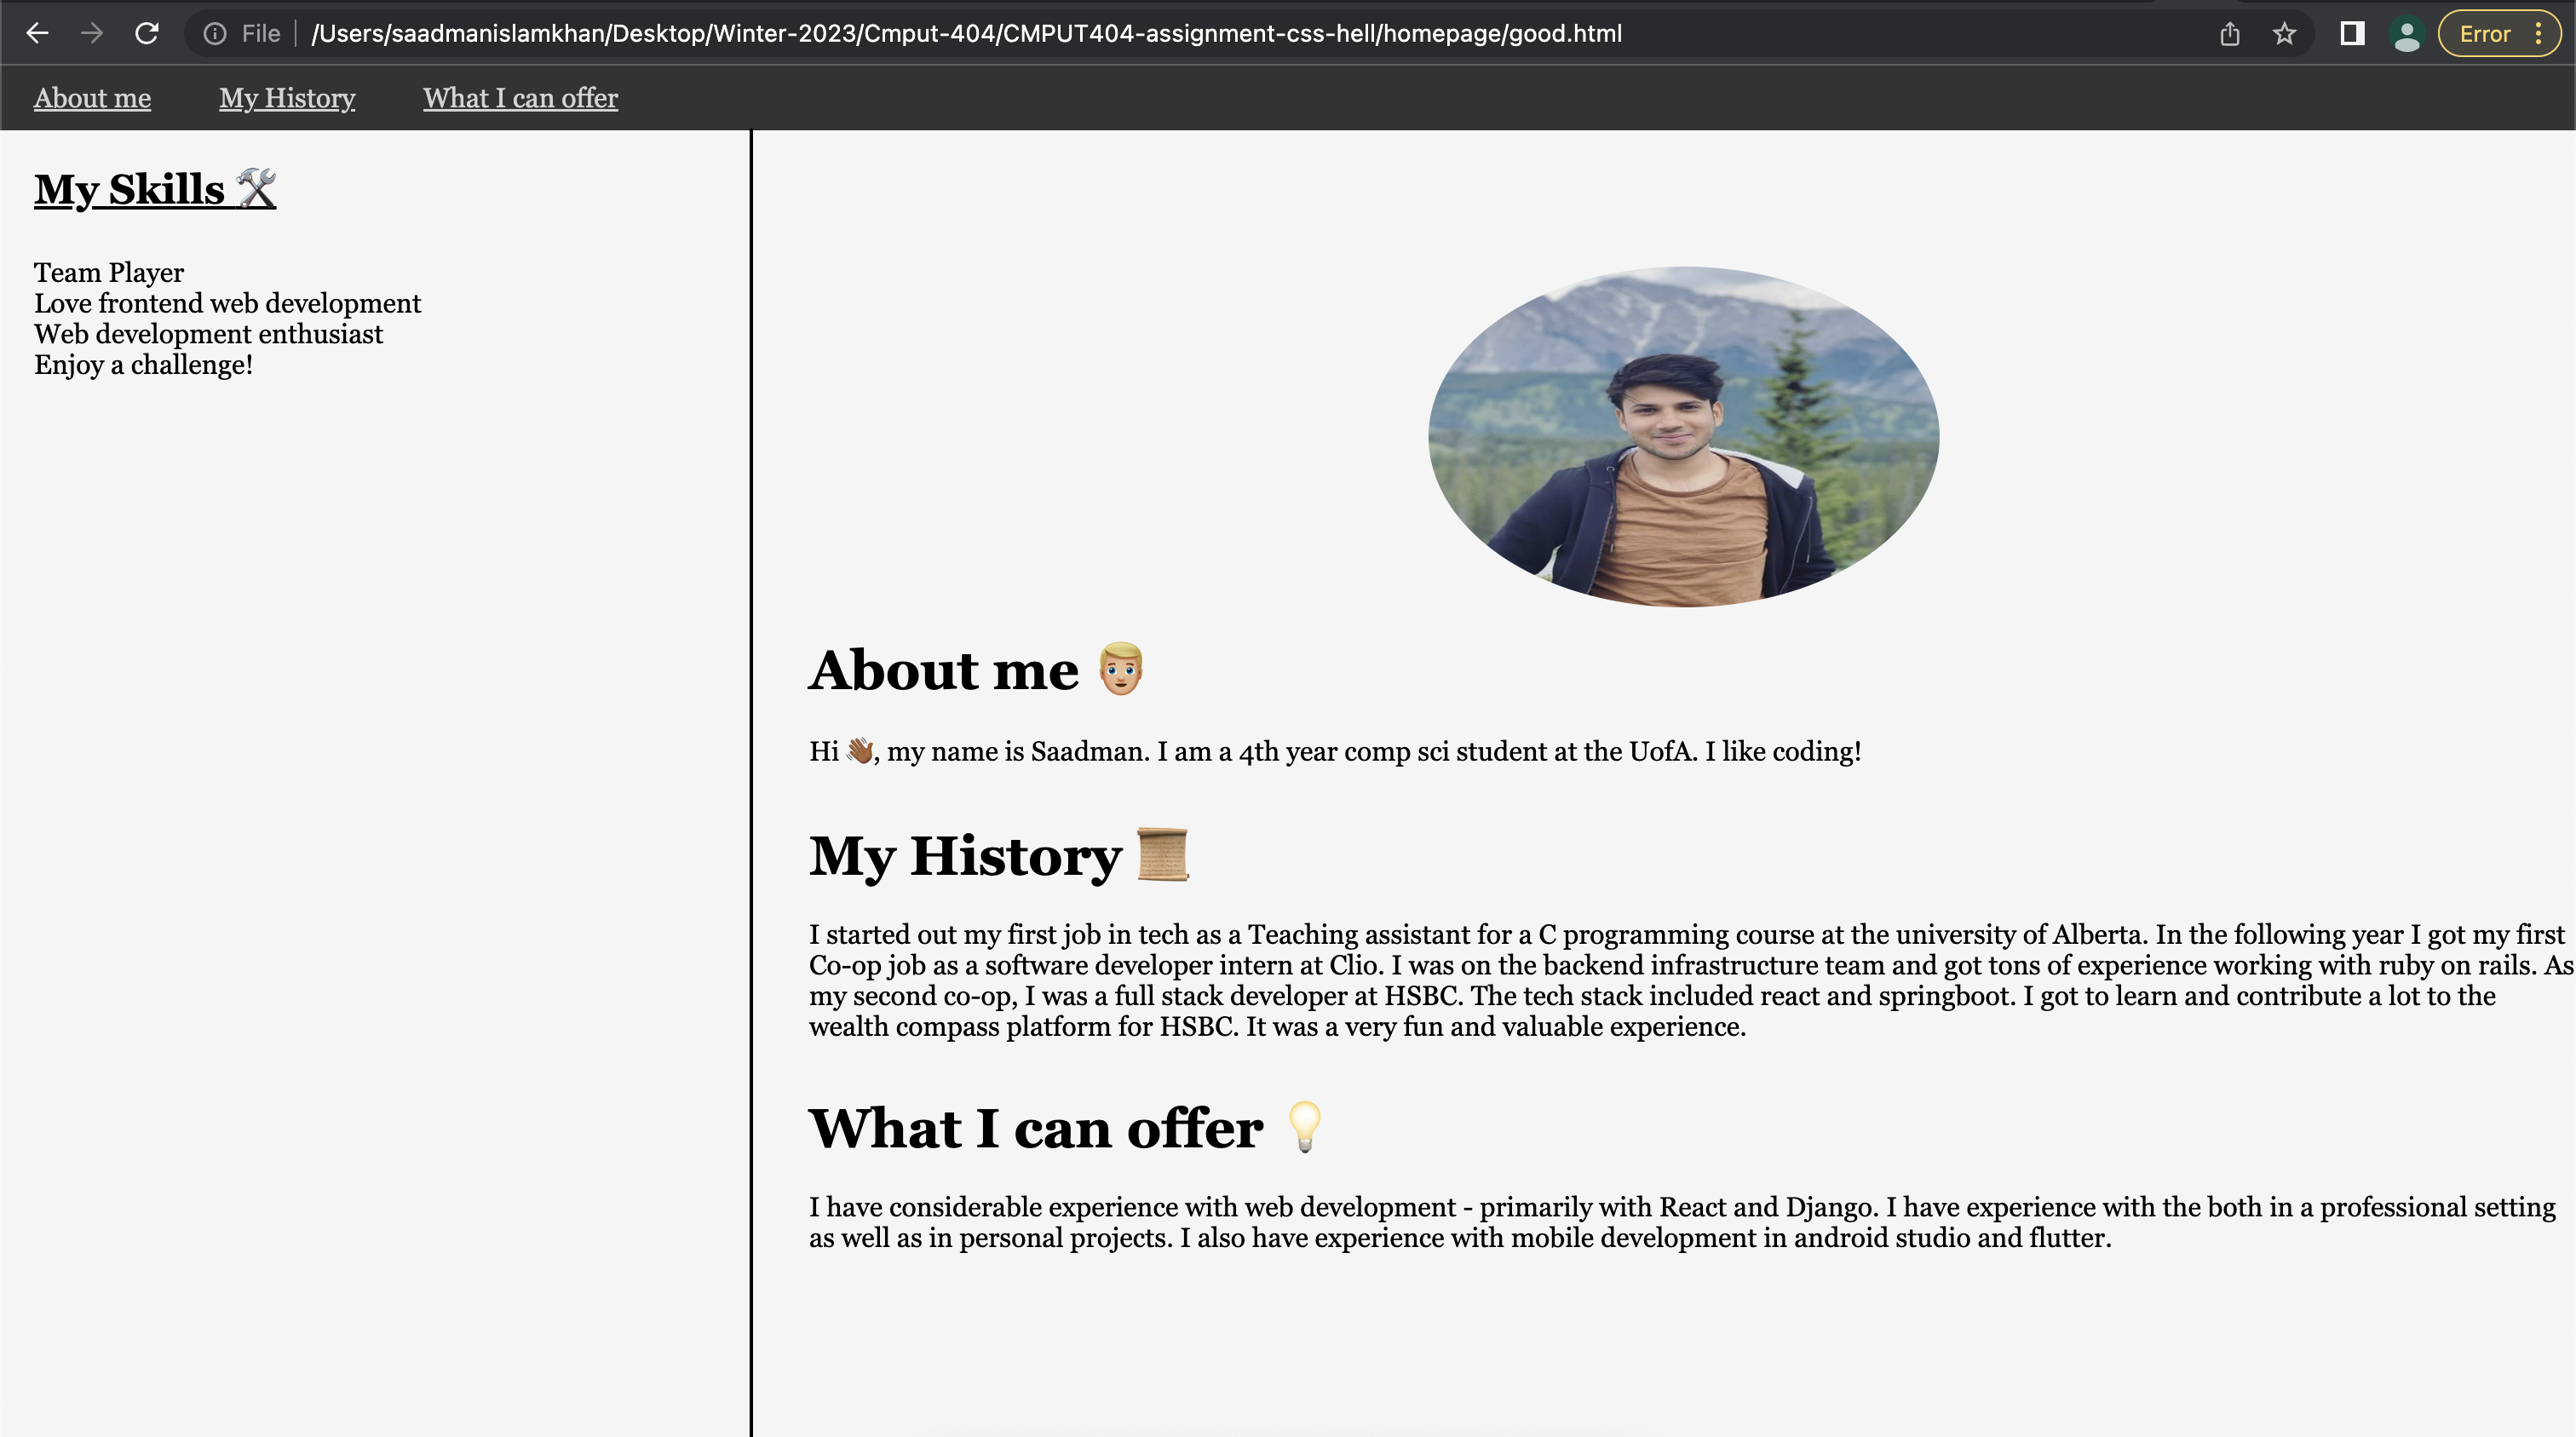 File /Users/saadmanislamkhan/Desktop/Winter-2023/Cmput-404/CMPUT404-assignment-css-hell/homepage/good.html Error
About me My History What I can offer
My Skills 🛠
Team Player
Love frontend web development
Web development enthusiast
Enjoy a challenge!
About me 👨🏼
Hi 👋🏾, my name is Saadman. I am a 4th year comp sci student at the UofA. I like coding!
My History 📜
I started out my first job in tech as a Teaching assistant for a C programming course at the university of Alberta. In the following year I got my first
Co-op job as a software developer intern at Clio. I was on the backend infrastructure team and got tons of experience working with ruby on rails. As
my second co-op, I was a full stack developer at HSBC. The tech stack included react and springboot. I got to learn and contribute a lot to the
wealth compass platform for HSBC. It was a very fun and valuable experience.
What I can offer 💡
I have considerable experience with web development - primarily with React and Django. I have experience with the both in a professional setting
as well as in personal projects. I also have experience with mobile development in android studio and flutter.